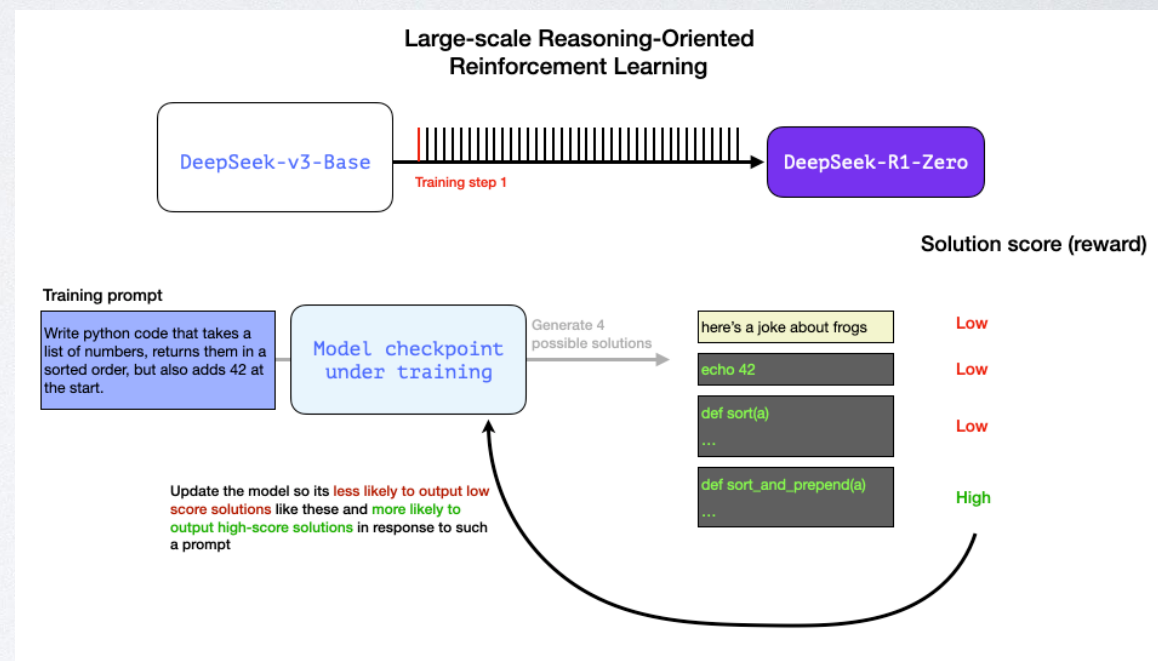 Large-scale Reasoning-Oriented
Reinforcement Learning
DeepSeek-v3-Base
Training step 1
DeepSeek-R1-Zero
Solution score (reward)
Training prompt
Write python code that takes a
list of numbers, returns them in a
sorted order, but also adds 42 at
the start.
Model checkpoint
under training
Generate 4
possible solutions
here's a joke about frogs
Low
echo 42
Low
def sort(a)
...
Low
def sort_and_prepend(a)
...
High
Update the model so its less likely to output low
score solutions like these and more likely to
output high-score solutions in response to such
a prompt